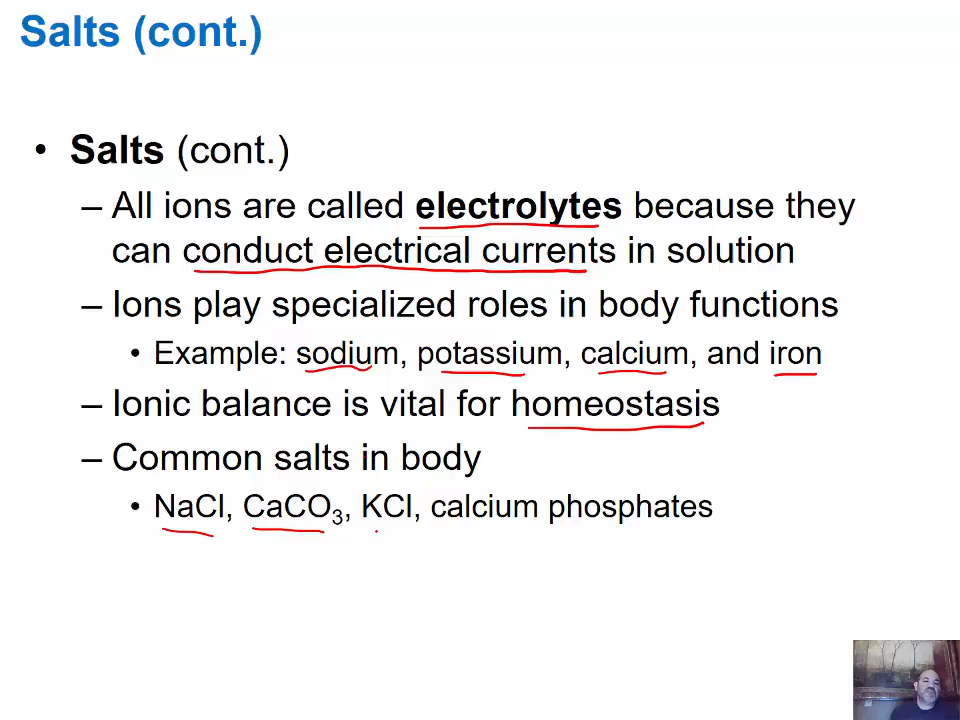 Salts (cont.)
• Salts (cont.)
– All ions are called electrolytes because they
can conduct electrical currents in solution
– Ions play specialized roles in body functions
• Example: sodium, potassium, calcium, and iron
– Ionic balance is vital for homeostasis
– Common salts in body
• NaCl, CaCO₃, KCl, calcium phosphates